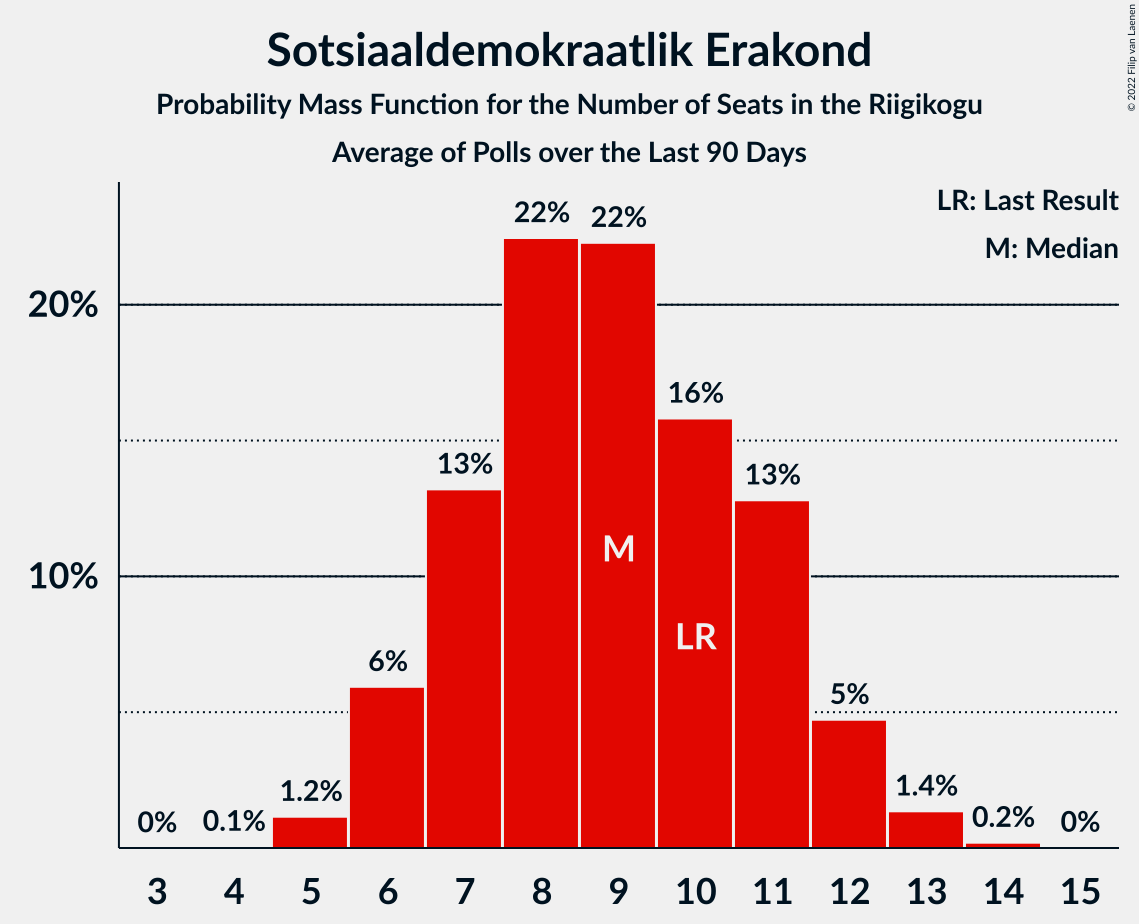 Sotsiaaldemokraatlik Erakond
Probability Mass Function for the Number of Seats in the Riigikogu
Average of Polls over the Last 90 Days
© 2022 Filip van Laenen
LR: Last Result
M: Median
22%
22%
20%
16%
13%
13%
M
10%
LR
6%
5%
1.2%
1.4%
0%
0.1%
0.2%
0%
3 4 5 6 7 8 9 10 11 12 13 14 15